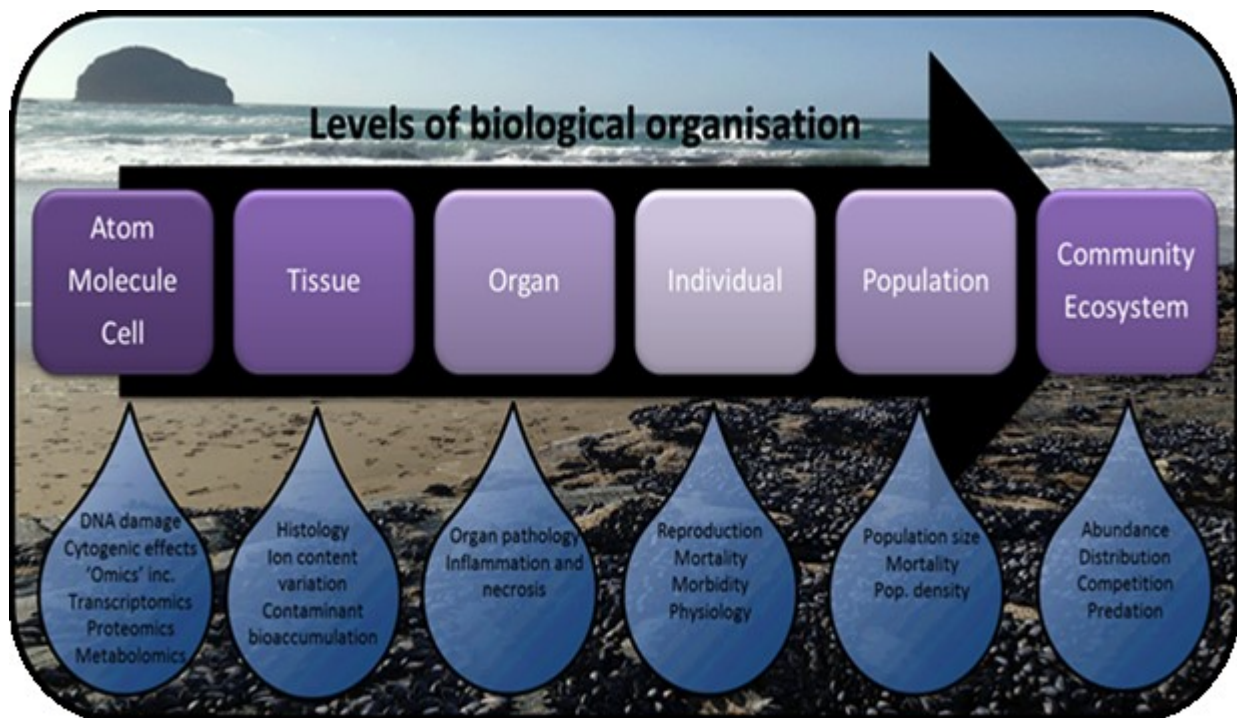 Levels of biological organisation
Atom
Molecule
Cell
Tissue
Organ
Individual
Population
Community
Ecosystem
DNA damage
Cytogenic effects
'Omics' inc.
Transcriptomics
Proteomics
Metabolomics
Histology
Ion content
variation
Contaminant
bioaccumulation
Organ pathology
Inflammation and
necrosis
Reproduction
Mortality
Morbidity
Physiology
Population size
Mortality
Pop. density
Abundance
Distribution
Competition
Predation